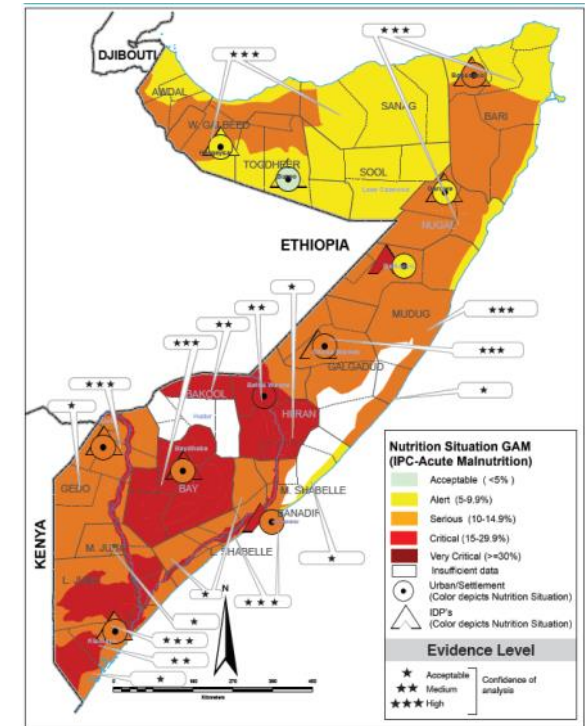 DJIBOUTI
★★★
★★★
AWDAL
SANAG
W. GALBEED
BARI
TOGDHEER
SOOL
NUGAL
ETHIOPIA
★
★★
MUDUG
★★★
★★
★★★
★★★
GALGADUD
★★★
BAKOOL
★
★
HIRAN
GEDO
BAY
M. SHABELLE
BANADIR
KENYA
M. JUBA
L. SHABELLE
★
L. JUBA
★
N
★★★
★
★★★
★★
★
Kilometers
Nutrition Situation GAM
(IPC-Acute Malnutrition)
Acceptable ( <5% )
Alert (5-9.9%)
Serious (10-14.9%)
Critical (15-29.9%)
Very Critical (>=30%)
Insufficient data
Urban/Settlement
(Color depicts Nutrition Situation)
IDP's
(Color depicts Nutrition Situation)
Evidence Level
★ Acceptable
★★ Medium
★★★ High
Confidence of
analysis